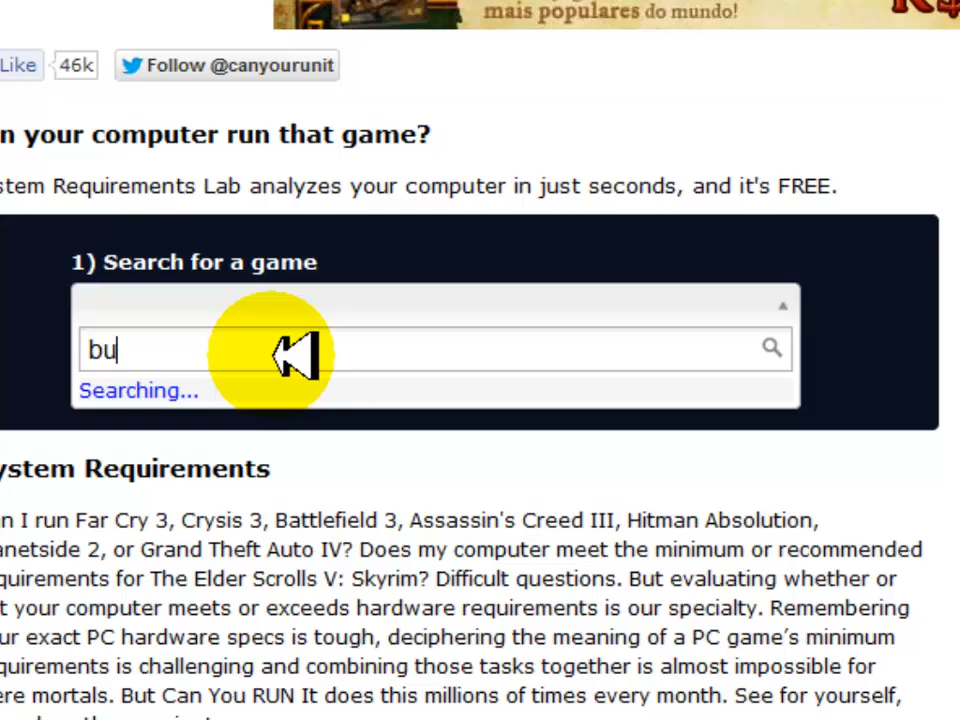 mais populares do mundo!
R$
Like
46k
Follow @canyourunit
n your computer run that game?
stem Requirements Lab analyzes your computer in just seconds, and it's FREE.
1) Search for a game
bu
Searching...
ystem Requirements
n I run Far Cry 3, Crysis 3, Battlefield 3, Assassin's Creed III, Hitman Absolution,
anetside 2, or Grand Theft Auto IV? Does my computer meet the minimum or recommended
quirements for The Elder Scrolls V: Skyrim? Difficult questions. But evaluating whether or
t your computer meets or exceeds hardware requirements is our specialty. Remembering
ur exact PC hardware specs is tough, deciphering the meaning of a PC game's minimum
quirements is challenging and combining those tasks together is almost impossible for
ere mortals. But Can You RUN It does this millions of times every month. See for yourself,